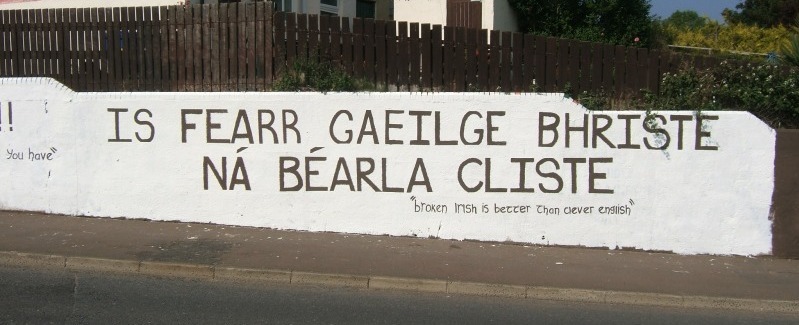 !!
you have"
IS FEARR GAEILGE BHRISTE
NÁ BÉARLA CLISTE
"broken Irish is better than clever english"